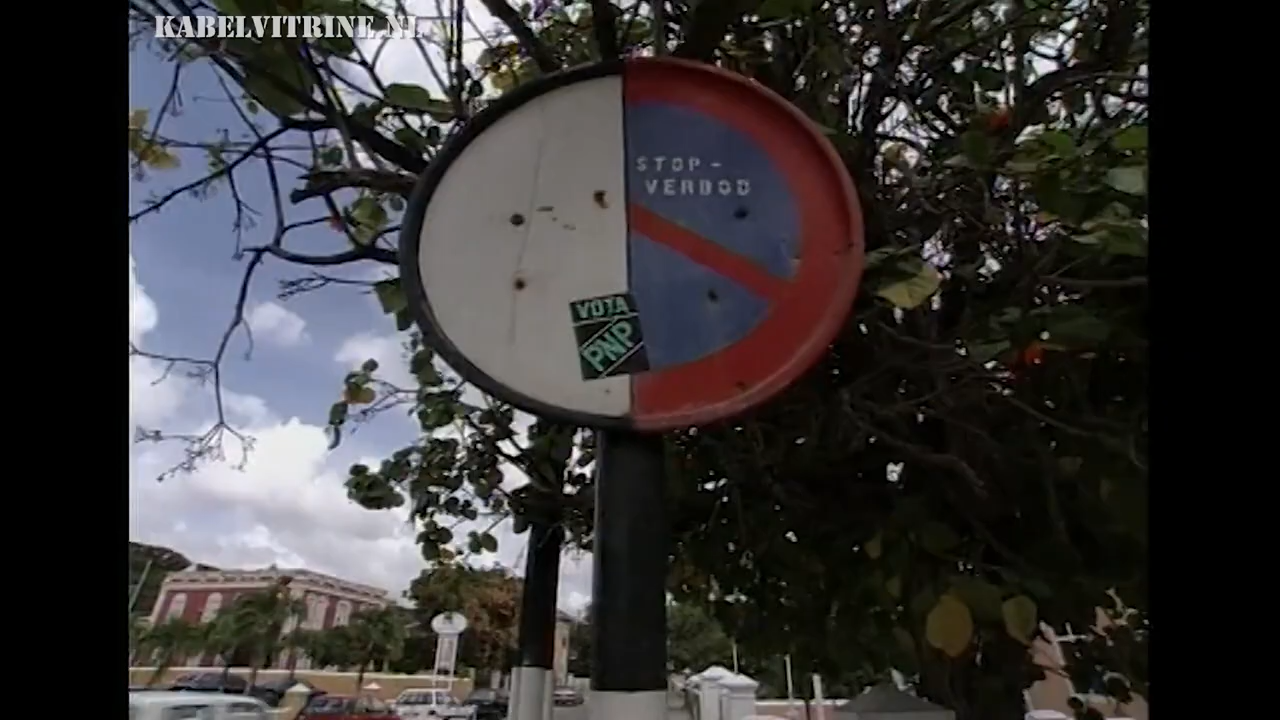 KABELVITRINE.NL
STOP-
VERBOD
VOTA
PNP